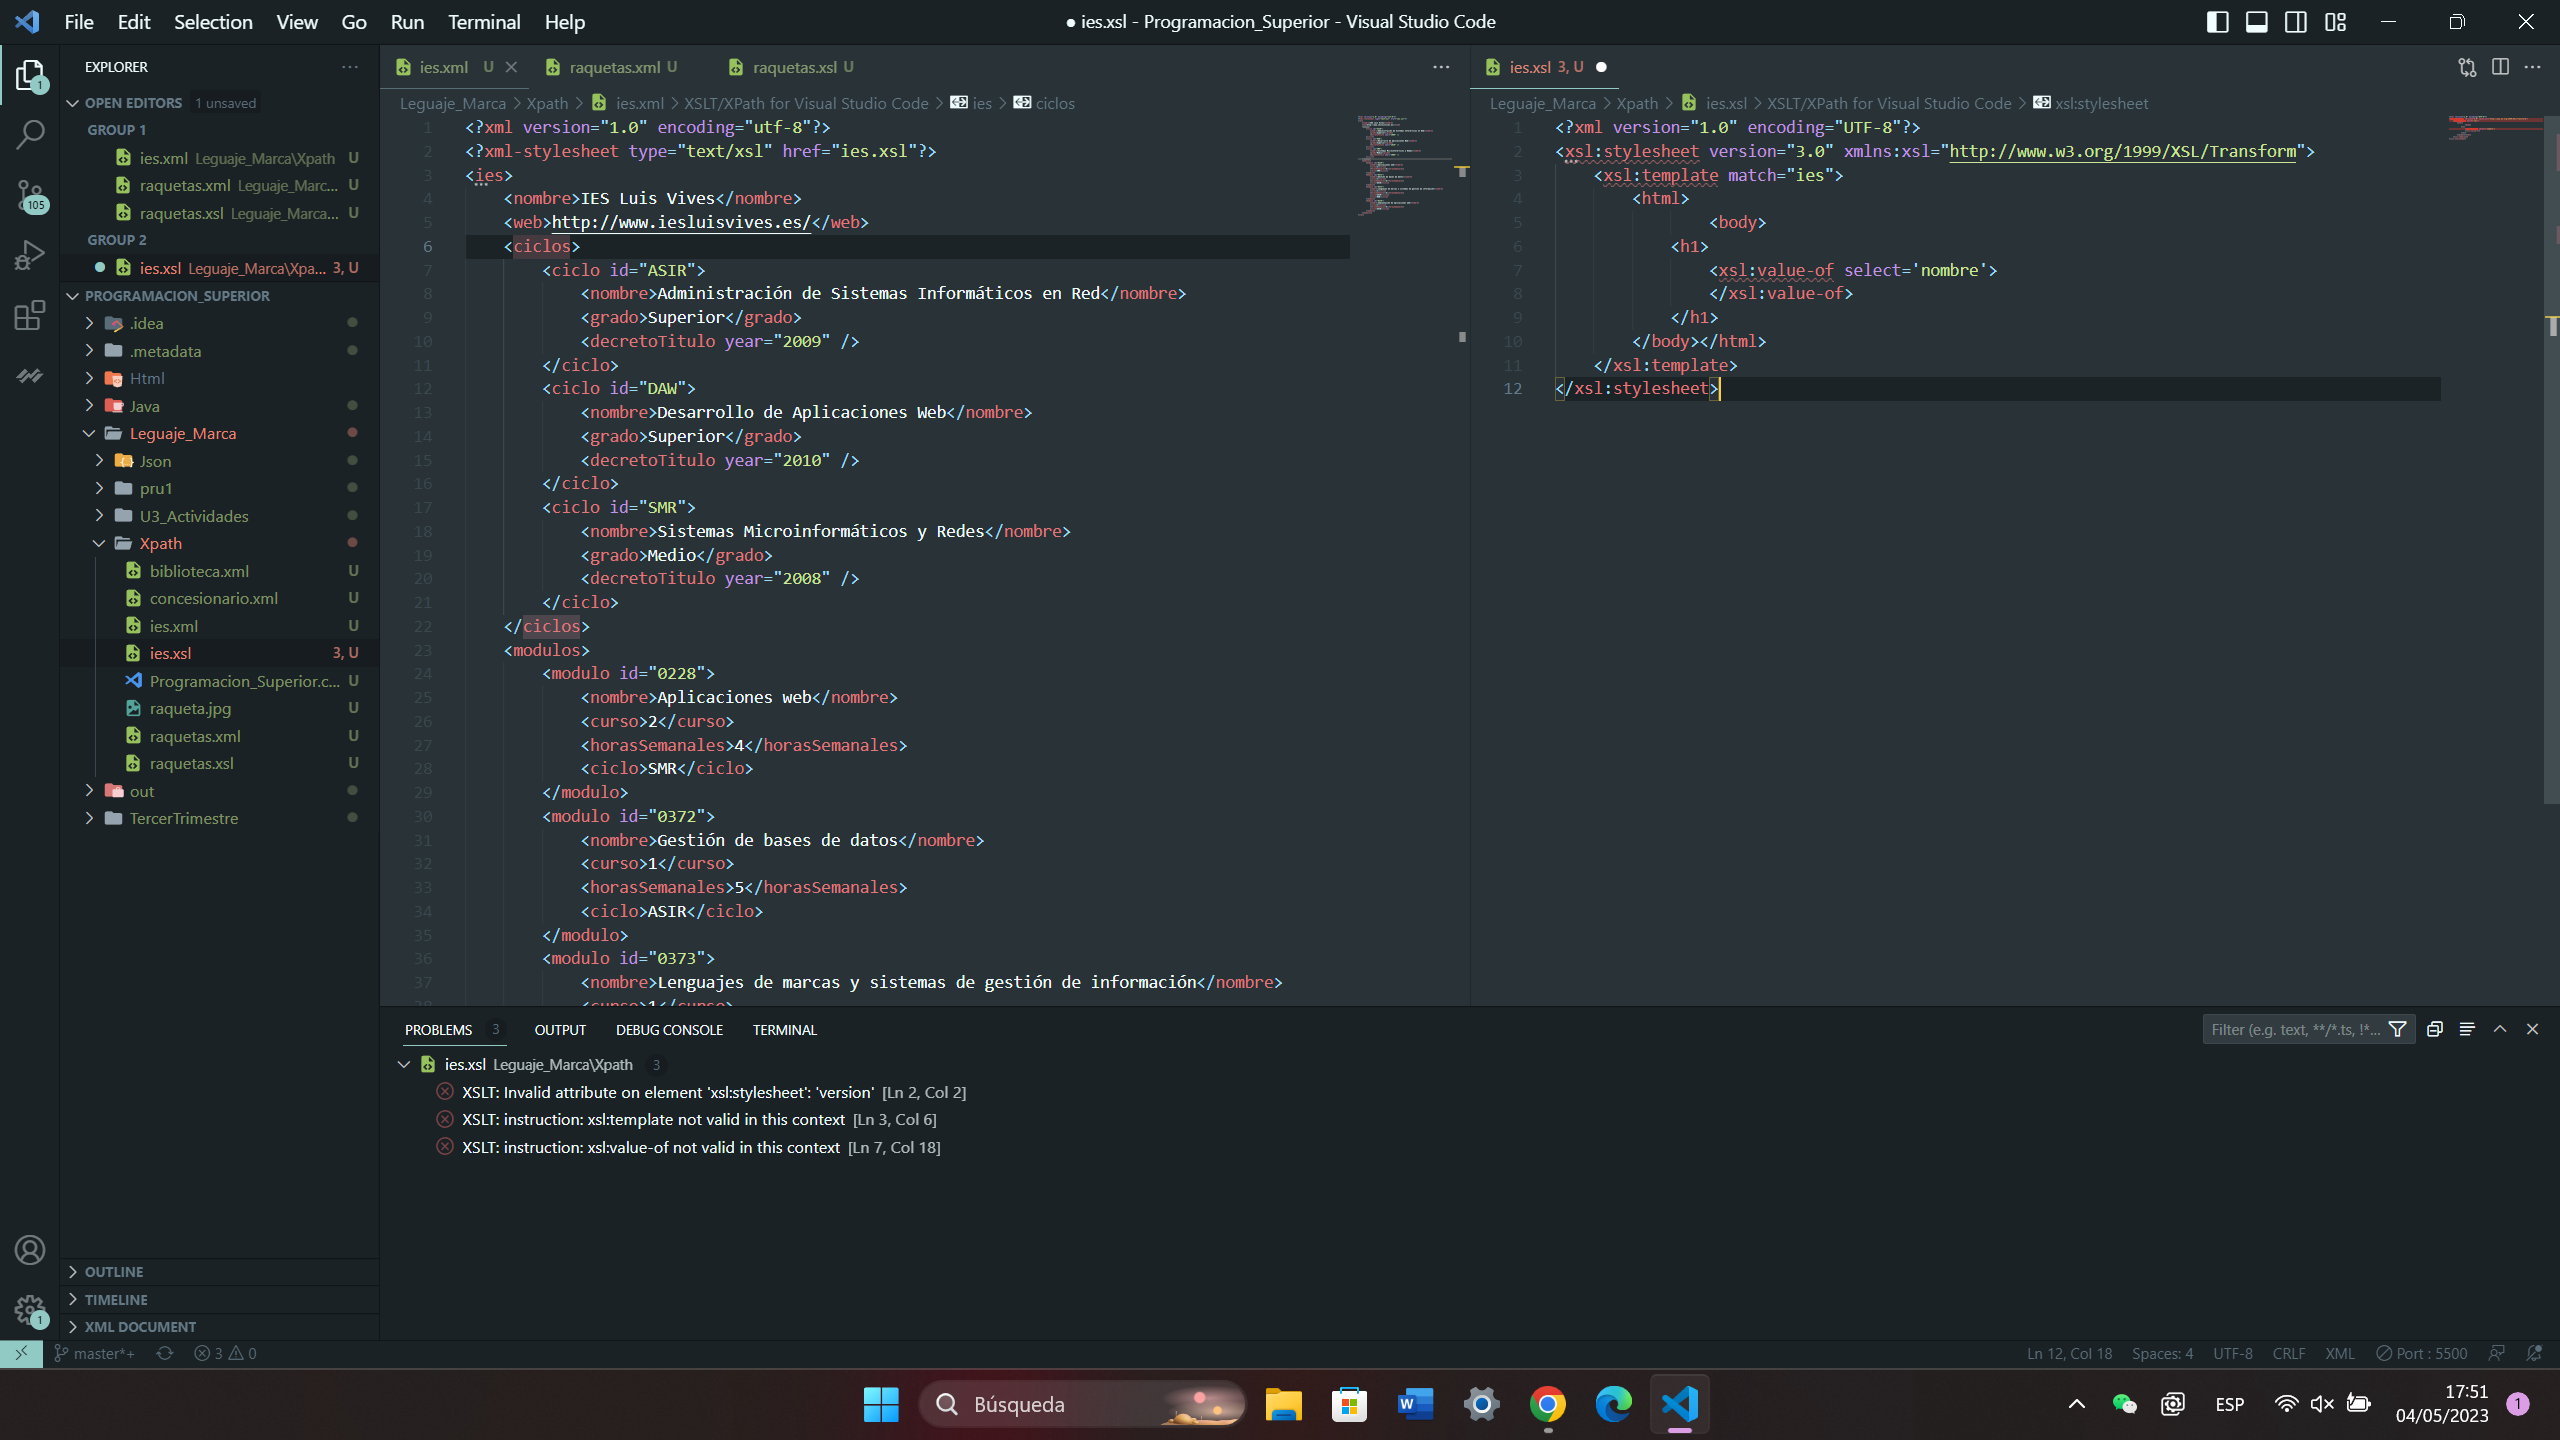 File Edit Selection View Go Run Terminal Help
● ies.xsl - Programacion_Superior - Visual Studio Code
EXPLORER
OPEN EDITORS 1 unsaved
GROUP 1
ies.xml Leguaje_Marca\Xpath U
raquetas.xml Leguaje_Marc... U
raquetas.xsl Leguaje_Marca... U
GROUP 2
ies.xsl Leguaje_Marca\Xpa... 3, U
PROGRAMACION_SUPERIOR
.idea
.metadata
Html
Java
Leguaje_Marca
Json
pru1
U3_Actividades
Xpath
biblioteca.xml U
concesionario.xml U
ies.xml U
ies.xsl 3, U
Programacion_Superior.c... U
raqueta.jpg U
raquetas.xml U
raquetas.xsl U
out
TercerTrimestre
OUTLINE
TIMELINE
XML DOCUMENT
1
105
1
ies.xml U raquetas.xml U raquetas.xsl U
Leguaje_Marca > Xpath > ies.xml > XSLT/XPath for Visual Studio Code > ies > ciclos
1 <?xml version="1.0" encoding="utf-8"?>
2 <?xml-stylesheet type="text/xsl" href="ies.xsl"?>
3 <ies>
4 <nombre>IES Luis Vives</nombre>
5 <web>http://www.iesluisvives.es/</web>
6 <ciclos>
7 <ciclo id="ASIR">
8 <nombre>Administración de Sistemas Informáticos en Red</nombre>
9 <grado>Superior</grado>
10 <decretoTitulo year="2009" />
11 </ciclo>
12 <ciclo id="DAW">
13 <nombre>Desarrollo de Aplicaciones Web</nombre>
14 <grado>Superior</grado>
15 <decretoTitulo year="2010" />
16 </ciclo>
17 <ciclo id="SMR">
18 <nombre>Sistemas Microinformáticos y Redes</nombre>
19 <grado>Medio</grado>
20 <decretoTitulo year="2008" />
21 </ciclo>
22 </ciclos>
23 <modulos>
24 <modulo id="0228">
25 <nombre>Aplicaciones web</nombre>
26 <curso>2</curso>
27 <horasSemanales>4</horasSemanales>
28 <ciclo>SMR</ciclo>
29 </modulo>
30 <modulo id="0372">
31 <nombre>Gestión de bases de datos</nombre>
32 <curso>1</curso>
33 <horasSemanales>5</horasSemanales>
34 <ciclo>ASIR</ciclo>
35 </modulo>
36 <modulo id="0373">
37 <nombre>Lenguajes de marcas y sistemas de gestión de información</nombre>
38 <curso>1</curso>
ies.xsl 3, U ●
Leguaje_Marca > Xpath > ies.xsl > XSLT/XPath for Visual Studio Code > xsl:stylesheet
1 <?xml version="1.0" encoding="UTF-8"?>
2 <xsl:stylesheet version="3.0" xmlns:xsl="http://www.w3.org/1999/XSL/Transform">
3 <xsl:template match="ies">
4 <html>
5 <body>
6 <h1>
7 <xsl:value-of select='nombre'>
8 </xsl:value-of>
9 </h1>
10 </body></html>
11 </xsl:template>
12 </xsl:stylesheet>
PROBLEMS 3 OUTPUT DEBUG CONSOLE TERMINAL
Filter (e.g. text, **/*.ts, !*...
ies.xsl Leguaje_Marca\Xpath 3
XSLT: Invalid attribute on element 'xsl:stylesheet': 'version' [Ln 2, Col 2]
XSLT: instruction: xsl:template not valid in this context [Ln 3, Col 6]
XSLT: instruction: xsl:value-of not valid in this context [Ln 7, Col 18]
master*+ 3 0
Ln 12, Col 18 Spaces: 4 UTF-8 CRLF XML Port : 5500
Búsqueda
ESP
17:51
04/05/2023
1